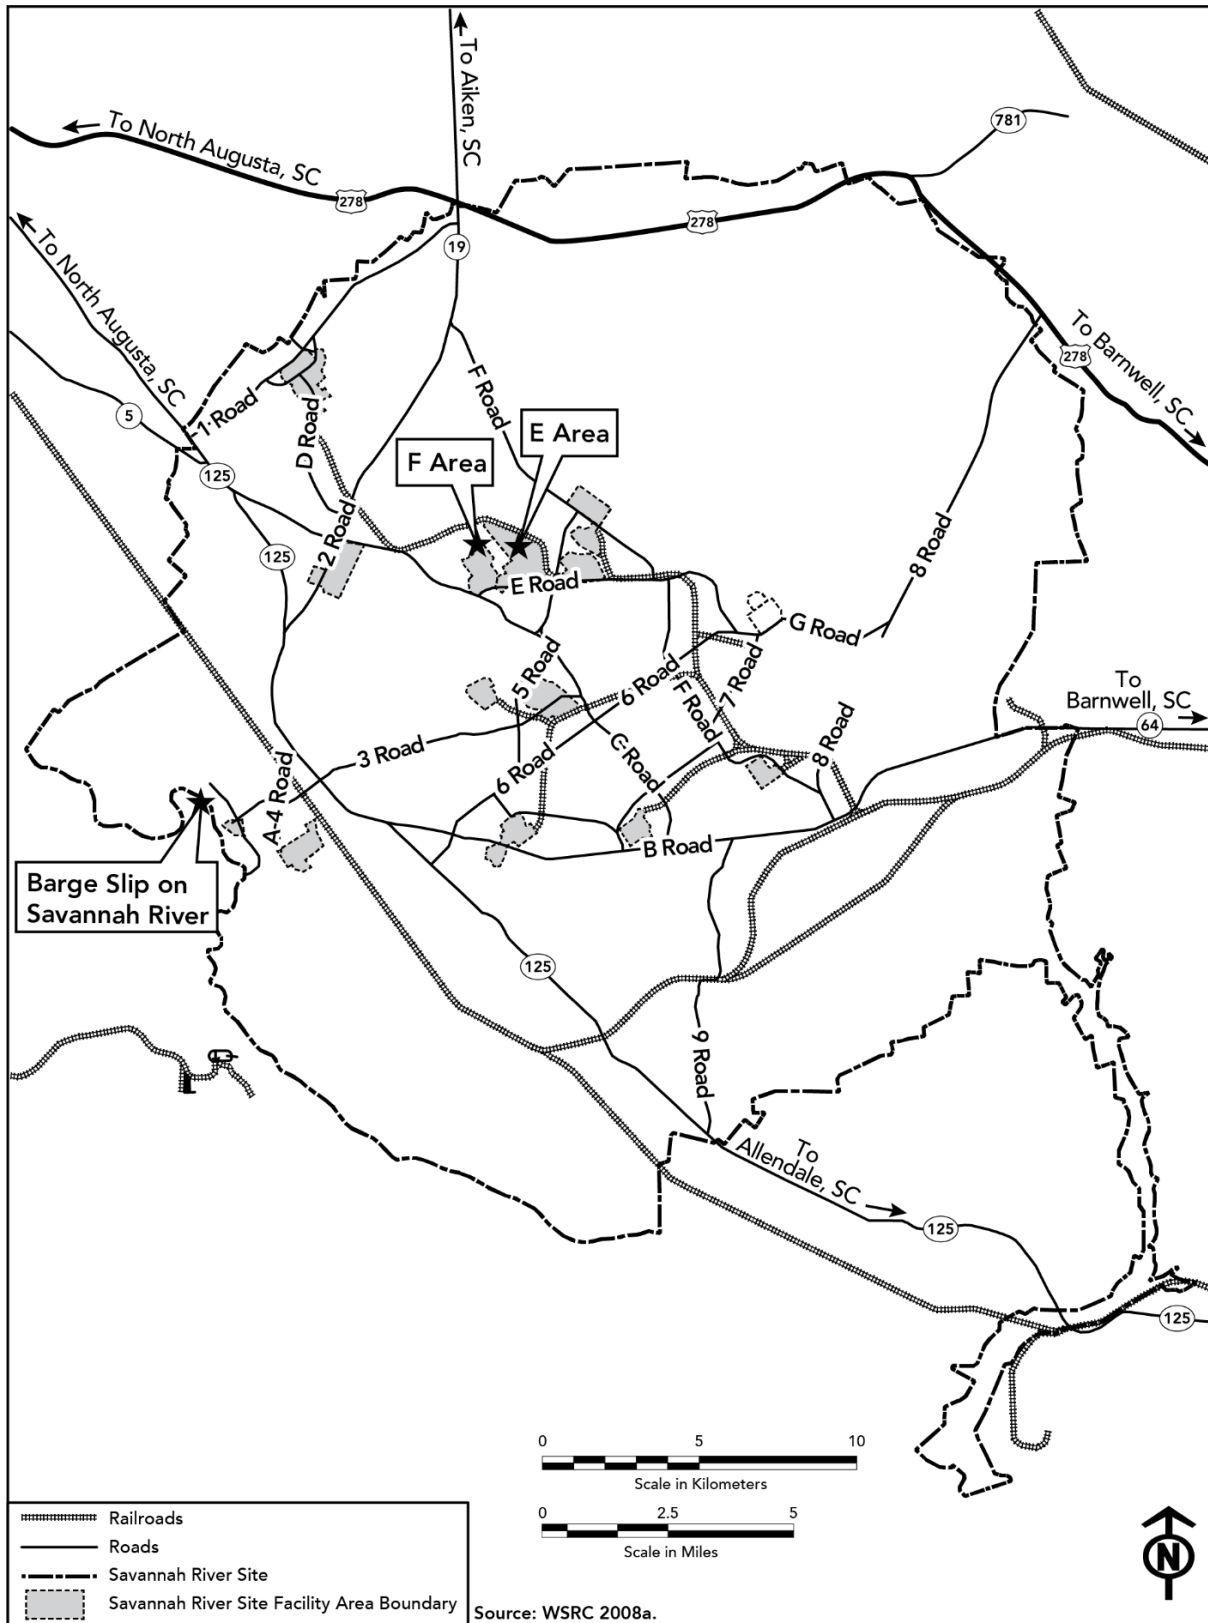 To Aiken, SC
781
To North Augusta, SC
278
278
19
To North Augusta, SC
To Barnwell, SC
278
F Road
5
1 Road
E Area
D Road
F Area
125
8 Road
125
2 Road
E Road
G Road
5 Road
6 Road
F Road
7 Road
To
Barnwell, SC
64
3 Road
C Road
8 Road
6 Road
A-4 Road
B Road
Barge Slip on
Savannah River
125
9 Road
To
Allendale, SC
125
125
0 5 10
Scale in Kilometers
0 2.5 5
Scale in Miles
Railroads
Roads
Savannah River Site
Savannah River Site Facility Area Boundary
Source: WSRC 2008a.
N